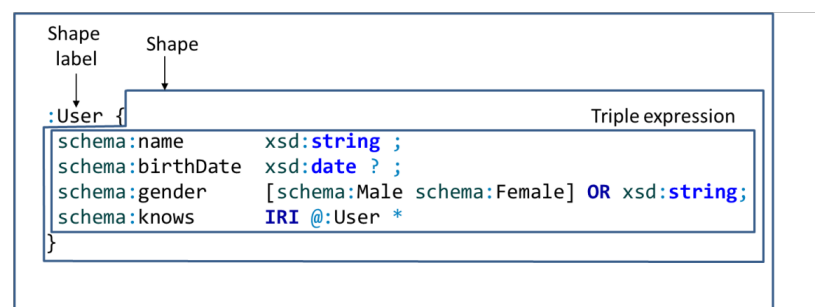 Shape
label
Shape
:User {
Triple expression
schema:name xsd:string ;
schema:birthDate xsd:date ? ;
schema:gender [schema:Male schema:Female] OR xsd:string;
schema:knows IRI @:User *
}